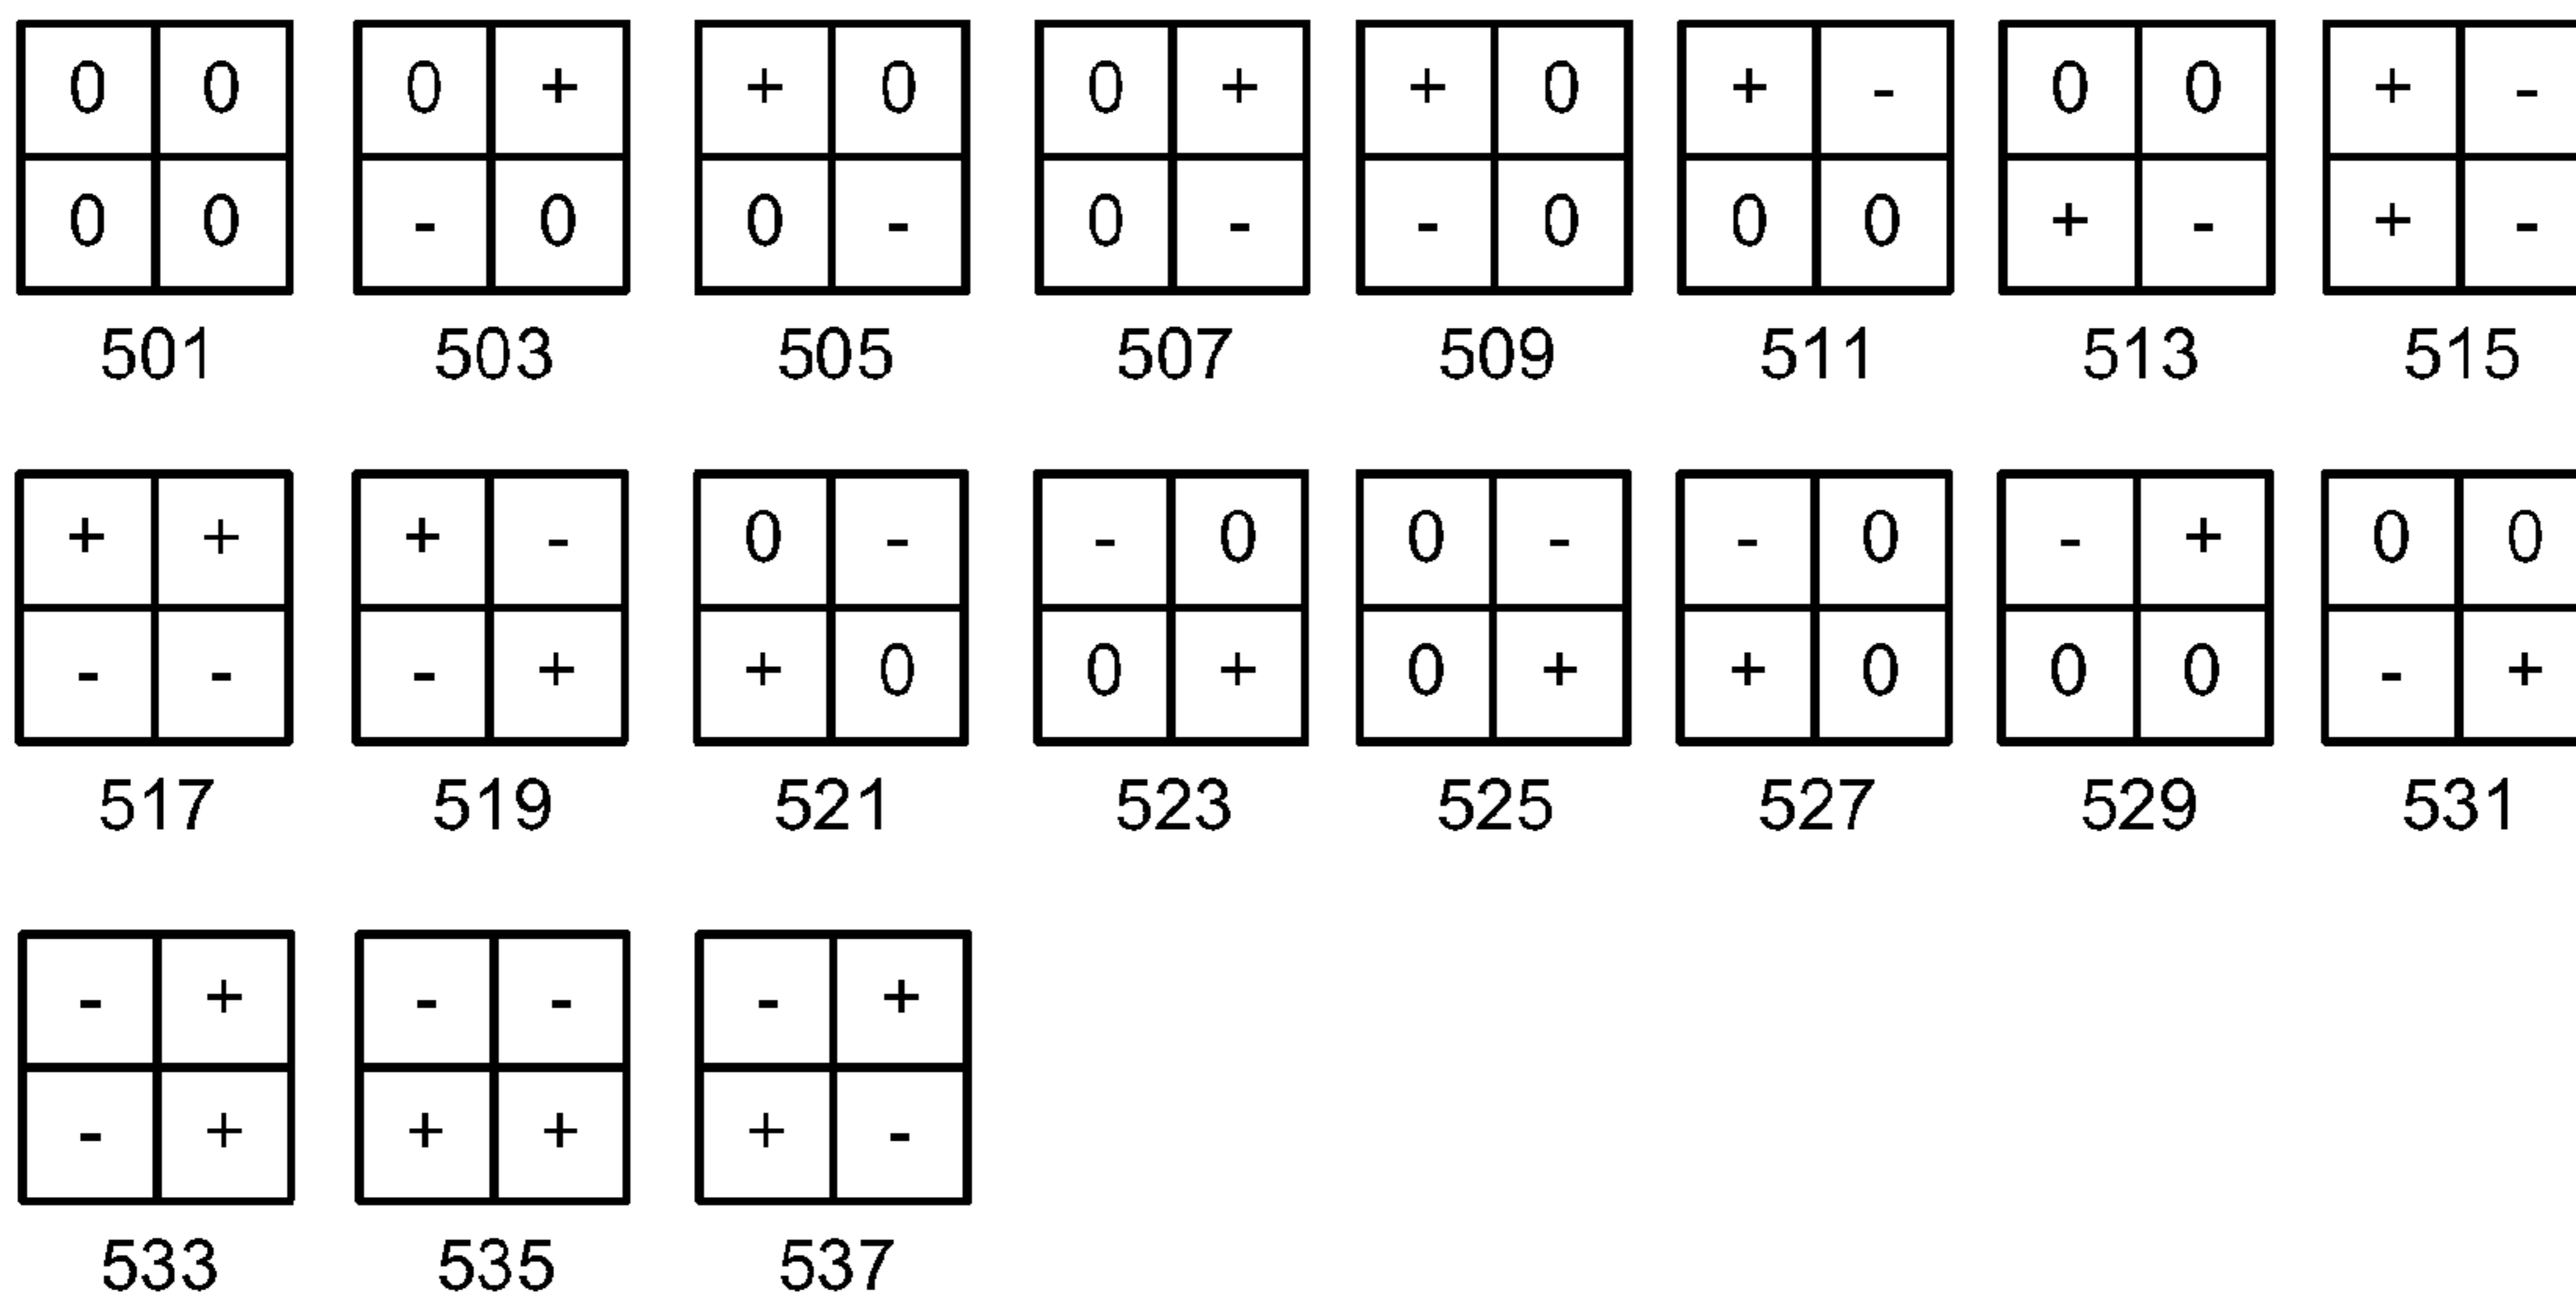 0 0 0 + + 0 0 + + 0 + - 0 0 + -
0 0 - 0 0 - 0 - - 0 0 0 + - + -
501 503 505 507 509 511 513 515
+ + + - 0 - - 0 0 - - 0 - + 0 0
- - - + + 0 0 + 0 + + 0 0 0 - +
517 519 521 523 525 527 529 531
- + - - - +
- + + + + -
533 535 537